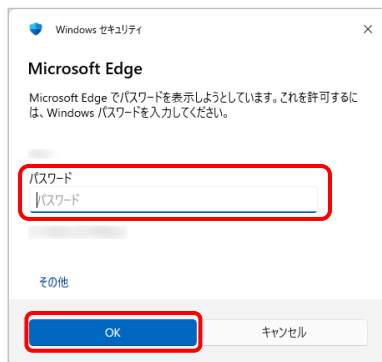 Windows セキュリティ
Microsoft Edge
Microsoft Edge でパスワードを表示しようとしています。これを許可するに
は、Windows パスワードを入力してください。
パスワード
パスワード
その他
OK
キャンセル